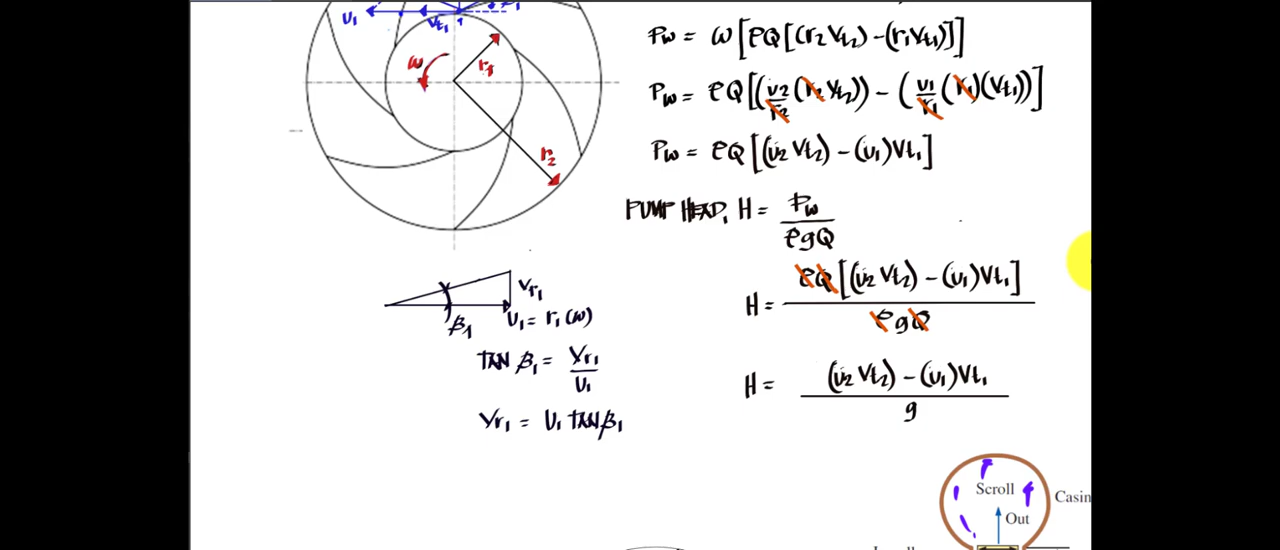 U₁ Vt₁ 1 β₁
ω r₁
r₂
Vr₁
β₁ U₁ = r₁(ω)
TAN β₁ = Vr₁/U₁
Vr₁ = U₁ TAN β₁
Pw = ω[ρQ[(r₂Vt₂) - (r₁Vt₁)]]
Pw = ρQ[(u₂/r₂(r₂Vt₂)) - (u₁/r₁(r₁)(Vt₁))]
Pw = ρQ[(u₂Vt₂) - (u₁)Vt₁]
PUMP HEAD, H = Pw/ρgQ
H = ρQ[(u₂Vt₂) - (u₁)Vt₁]/ρgQ
H = (u₂Vt₂) - (u₁)Vt₁/g
Scroll Casin
Out